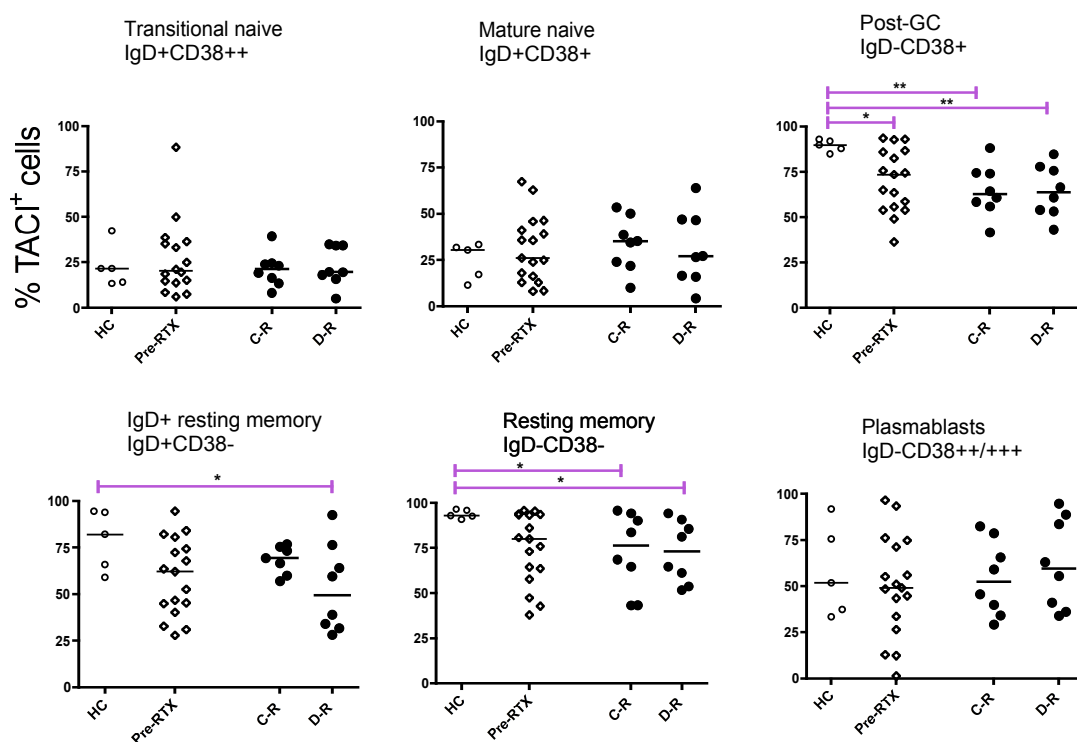 Transitional naive
IgD+CD38++
Mature naive
IgD+CD38+
Post-GC
IgD-CD38+
% TACI+ cells
100
75
50
25
0
HC
Pre-RTX
C-R
D-R
100
75
50
25
0
HC
Pre-RTX
C-R
D-R
**
**
*
100
75
50
25
0
HC
Pre-RTX
C-R
D-R
IgD+ resting memory
IgD+CD38-
Resting memory
IgD-CD38-
Plasmablasts
IgD-CD38++/+++
*
100
75
50
25
0
HC
Pre-RTX
C-R
D-R
*
*
100
75
50
25
0
HC
Pre-RTX
C-R
D-R
100
75
50
25
0
HC
Pre-RTX
C-R
D-R